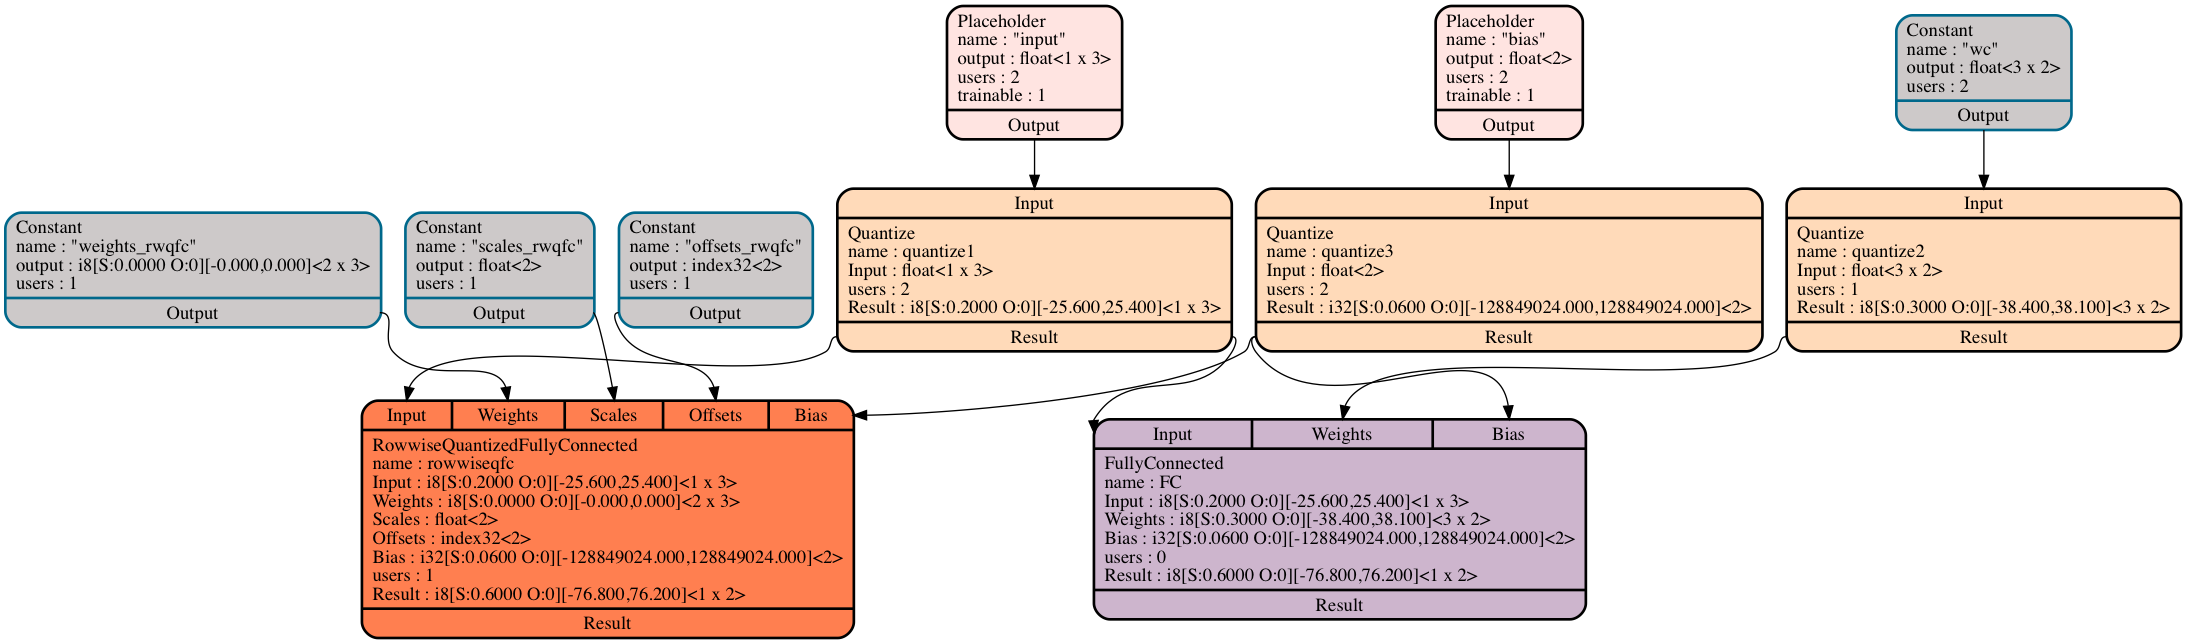 Placeholder
name : "input"
output : float<1 x 3>
users : 2
trainable : 1
Output
Placeholder
name : "bias"
output : float<2>
users : 2
trainable : 1
Output
Constant
name : "wc"
output : float<3 x 2>
users : 2
Output
Constant
name : "weights_rwqfc"
output : i8[S:0.0000 O:0][-0.000,0.000]<2 x 3>
users : 1
Output
Constant
name : "scales_rwqfc"
output : float<2>
users : 1
Output
Constant
name : "offsets_rwqfc"
output : index32<2>
users : 1
Output
Input
Quantize
name : quantize1
Input : float<1 x 3>
users : 2
Result : i8[S:0.2000 O:0][-25.600,25.400]<1 x 3>
Result
Input
Quantize
name : quantize3
Input : float<2>
users : 2
Result : i32[S:0.0600 O:0][-128849024.000,128849024.000]<2>
Result
Input
Quantize
name : quantize2
Input : float<3 x 2>
users : 1
Result : i8[S:0.3000 O:0][-38.400,38.100]<3 x 2>
Result
Input Weights Scales Offsets Bias
RowwiseQuantizedFullyConnected
name : rowwiseqfc
Input : i8[S:0.2000 O:0][-25.600,25.400]<1 x 3>
Weights : i8[S:0.0000 O:0][-0.000,0.000]<2 x 3>
Scales : float<2>
Offsets : index32<2>
Bias : i32[S:0.0600 O:0][-128849024.000,128849024.000]<2>
users : 1
Result : i8[S:0.6000 O:0][-76.800,76.200]<1 x 2>
Result
Input Weights Bias
FullyConnected
name : FC
Input : i8[S:0.2000 O:0][-25.600,25.400]<1 x 3>
Weights : i8[S:0.3000 O:0][-38.400,38.100]<3 x 2>
Bias : i32[S:0.0600 O:0][-128849024.000,128849024.000]<2>
users : 0
Result : i8[S:0.6000 O:0][-76.800,76.200]<1 x 2>
Result